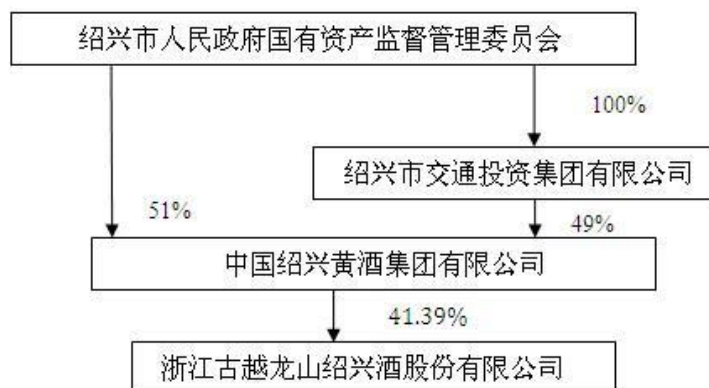 绍兴市人民政府国有资产监督管理委员会
100%
绍兴市交通投资集团有限公司
51%
49%
中国绍兴黄酒集团有限公司
41.39%
浙江古越龙山绍兴酒股份有限公司